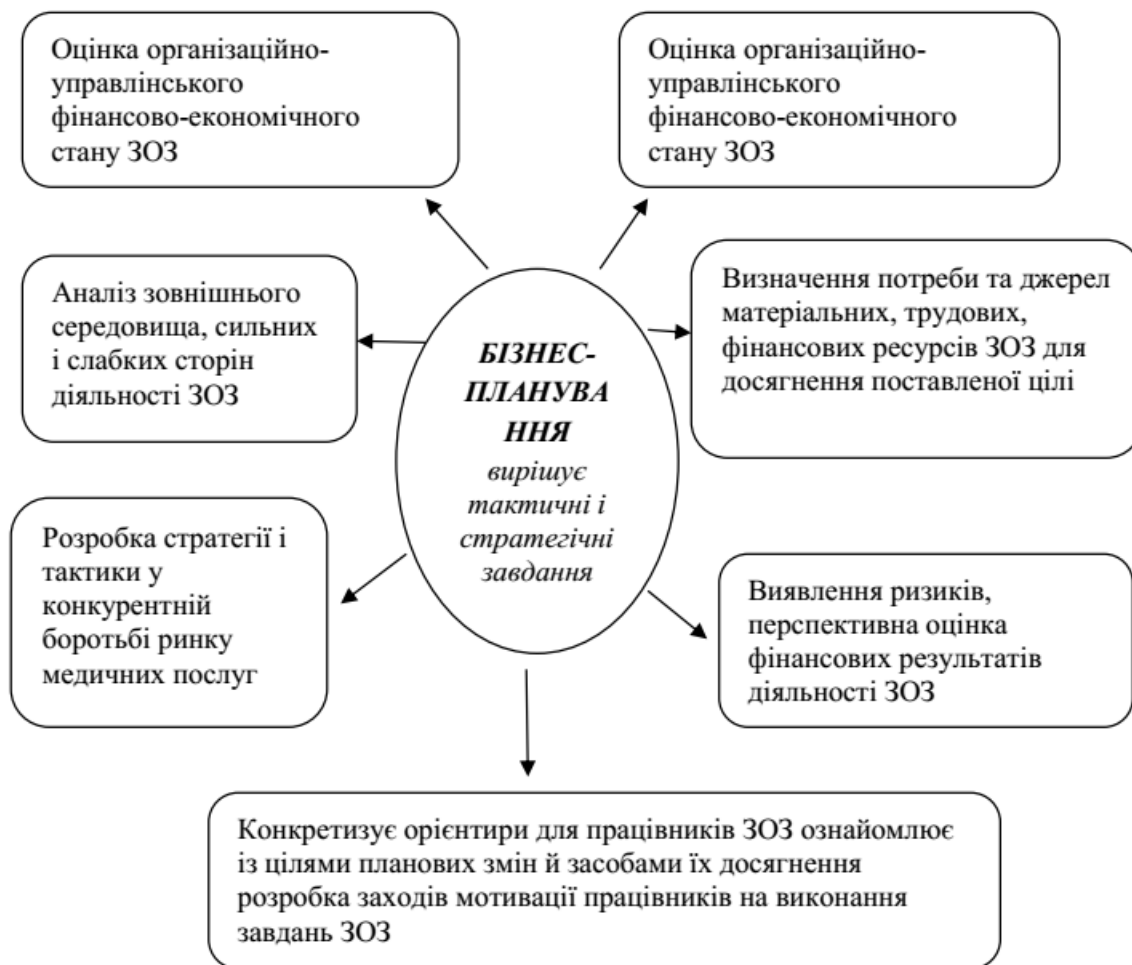 Оцінка організаційно-
управлінського
фінансово-економічного
стану ЗОЗ
Оцінка організаційно-
управлінського
фінансово-економічного
стану ЗОЗ
Аналіз зовнішнього
середовища, сильних
і слабких сторін
діяльності ЗОЗ
БІЗНЕС-
ПЛАНУВА
ННЯ
вирішує
тактичні і
стратегічні
завдання
Визначення потреби та джерел
матеріальних, трудових,
фінансових ресурсів ЗОЗ для
досягнення поставленої цілі
Розробка стратегії і
тактики у
конкурентній
боротьбі ринку
медичних послуг
Виявлення ризиків,
перспективна оцінка
фінансових результатів
діяльності ЗОЗ
Конкретизує орієнтири для працівників ЗОЗ ознайомлює
із цілями планових змін й засобами їх досягнення
розробка заходів мотивації працівників на виконання
завдань ЗОЗ